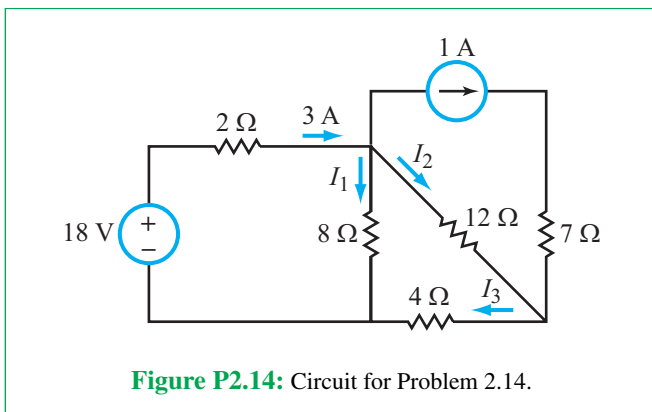 1 A
2 Ω
3 A
I1
I2
18 V
+
−
8 Ω
12 Ω
7 Ω
4 Ω
I3
Figure P2.14: Circuit for Problem 2.14.